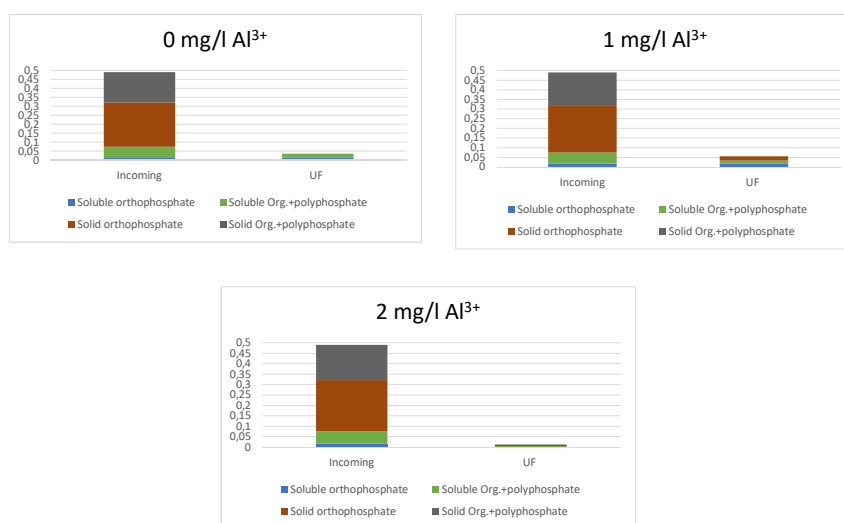 0 mg/l Al³⁺
0,5
0,45
0,4
0,35
0,3
0,25
0,2
0,15
0,1
0,05
0
Incoming UF
Soluble orthophosphate Soluble Org.+polyphosphate
Solid orthophosphate Solid Org.+polyphosphate
1 mg/l Al³⁺
0,5
0,45
0,4
0,35
0,3
0,25
0,2
0,15
0,1
0,05
0
Incoming UF
Soluble orthophosphate Soluble Org.+polyphosphate
Solid orthophosphate Solid Org.+polyphosphate
2 mg/l Al³⁺
0,5
0,45
0,4
0,35
0,3
0,25
0,2
0,15
0,1
0,05
0
Incoming UF
Soluble orthophosphate Soluble Org.+polyphosphate
Solid orthophosphate Solid Org.+polyphosphate